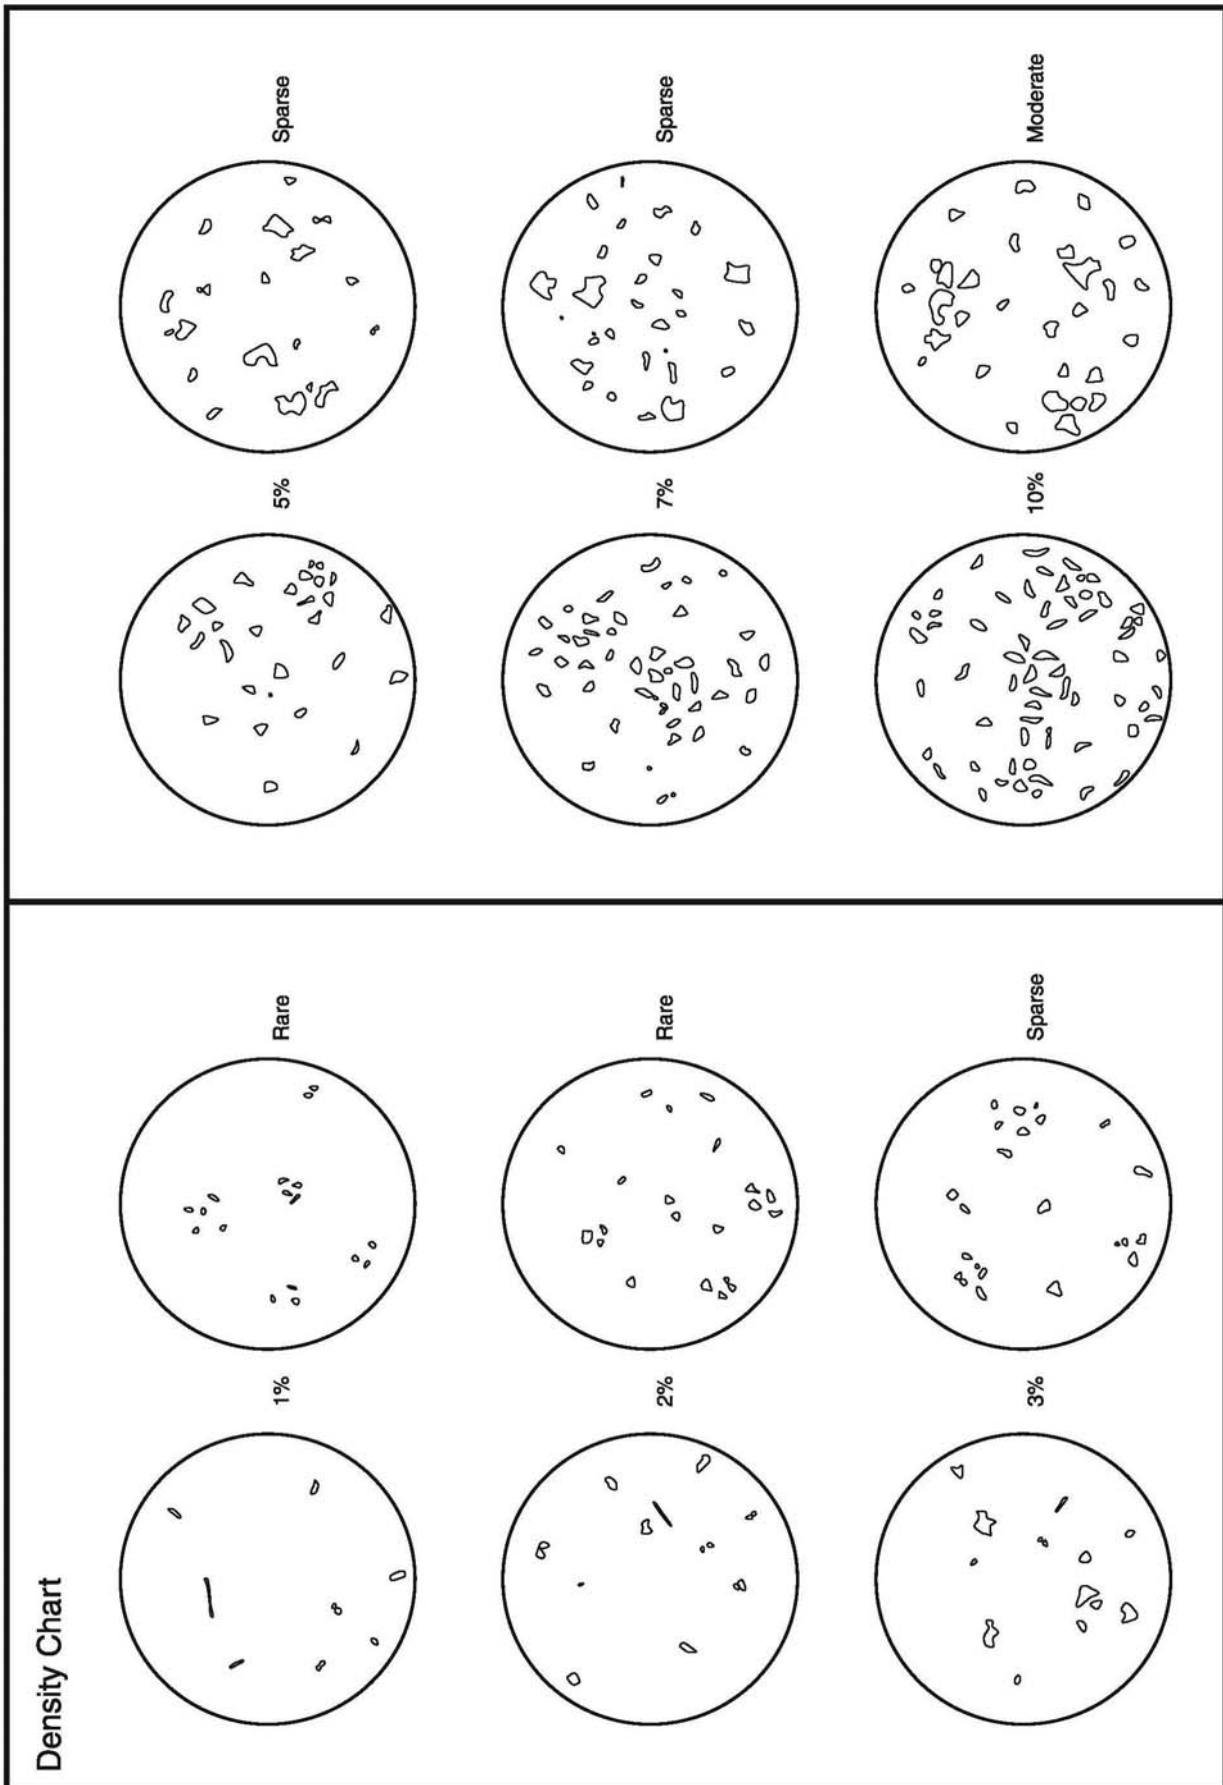 Density Chart
1%
Rare
2%
Rare
3%
Sparse
5%
Sparse
7%
Sparse
10%
Moderate